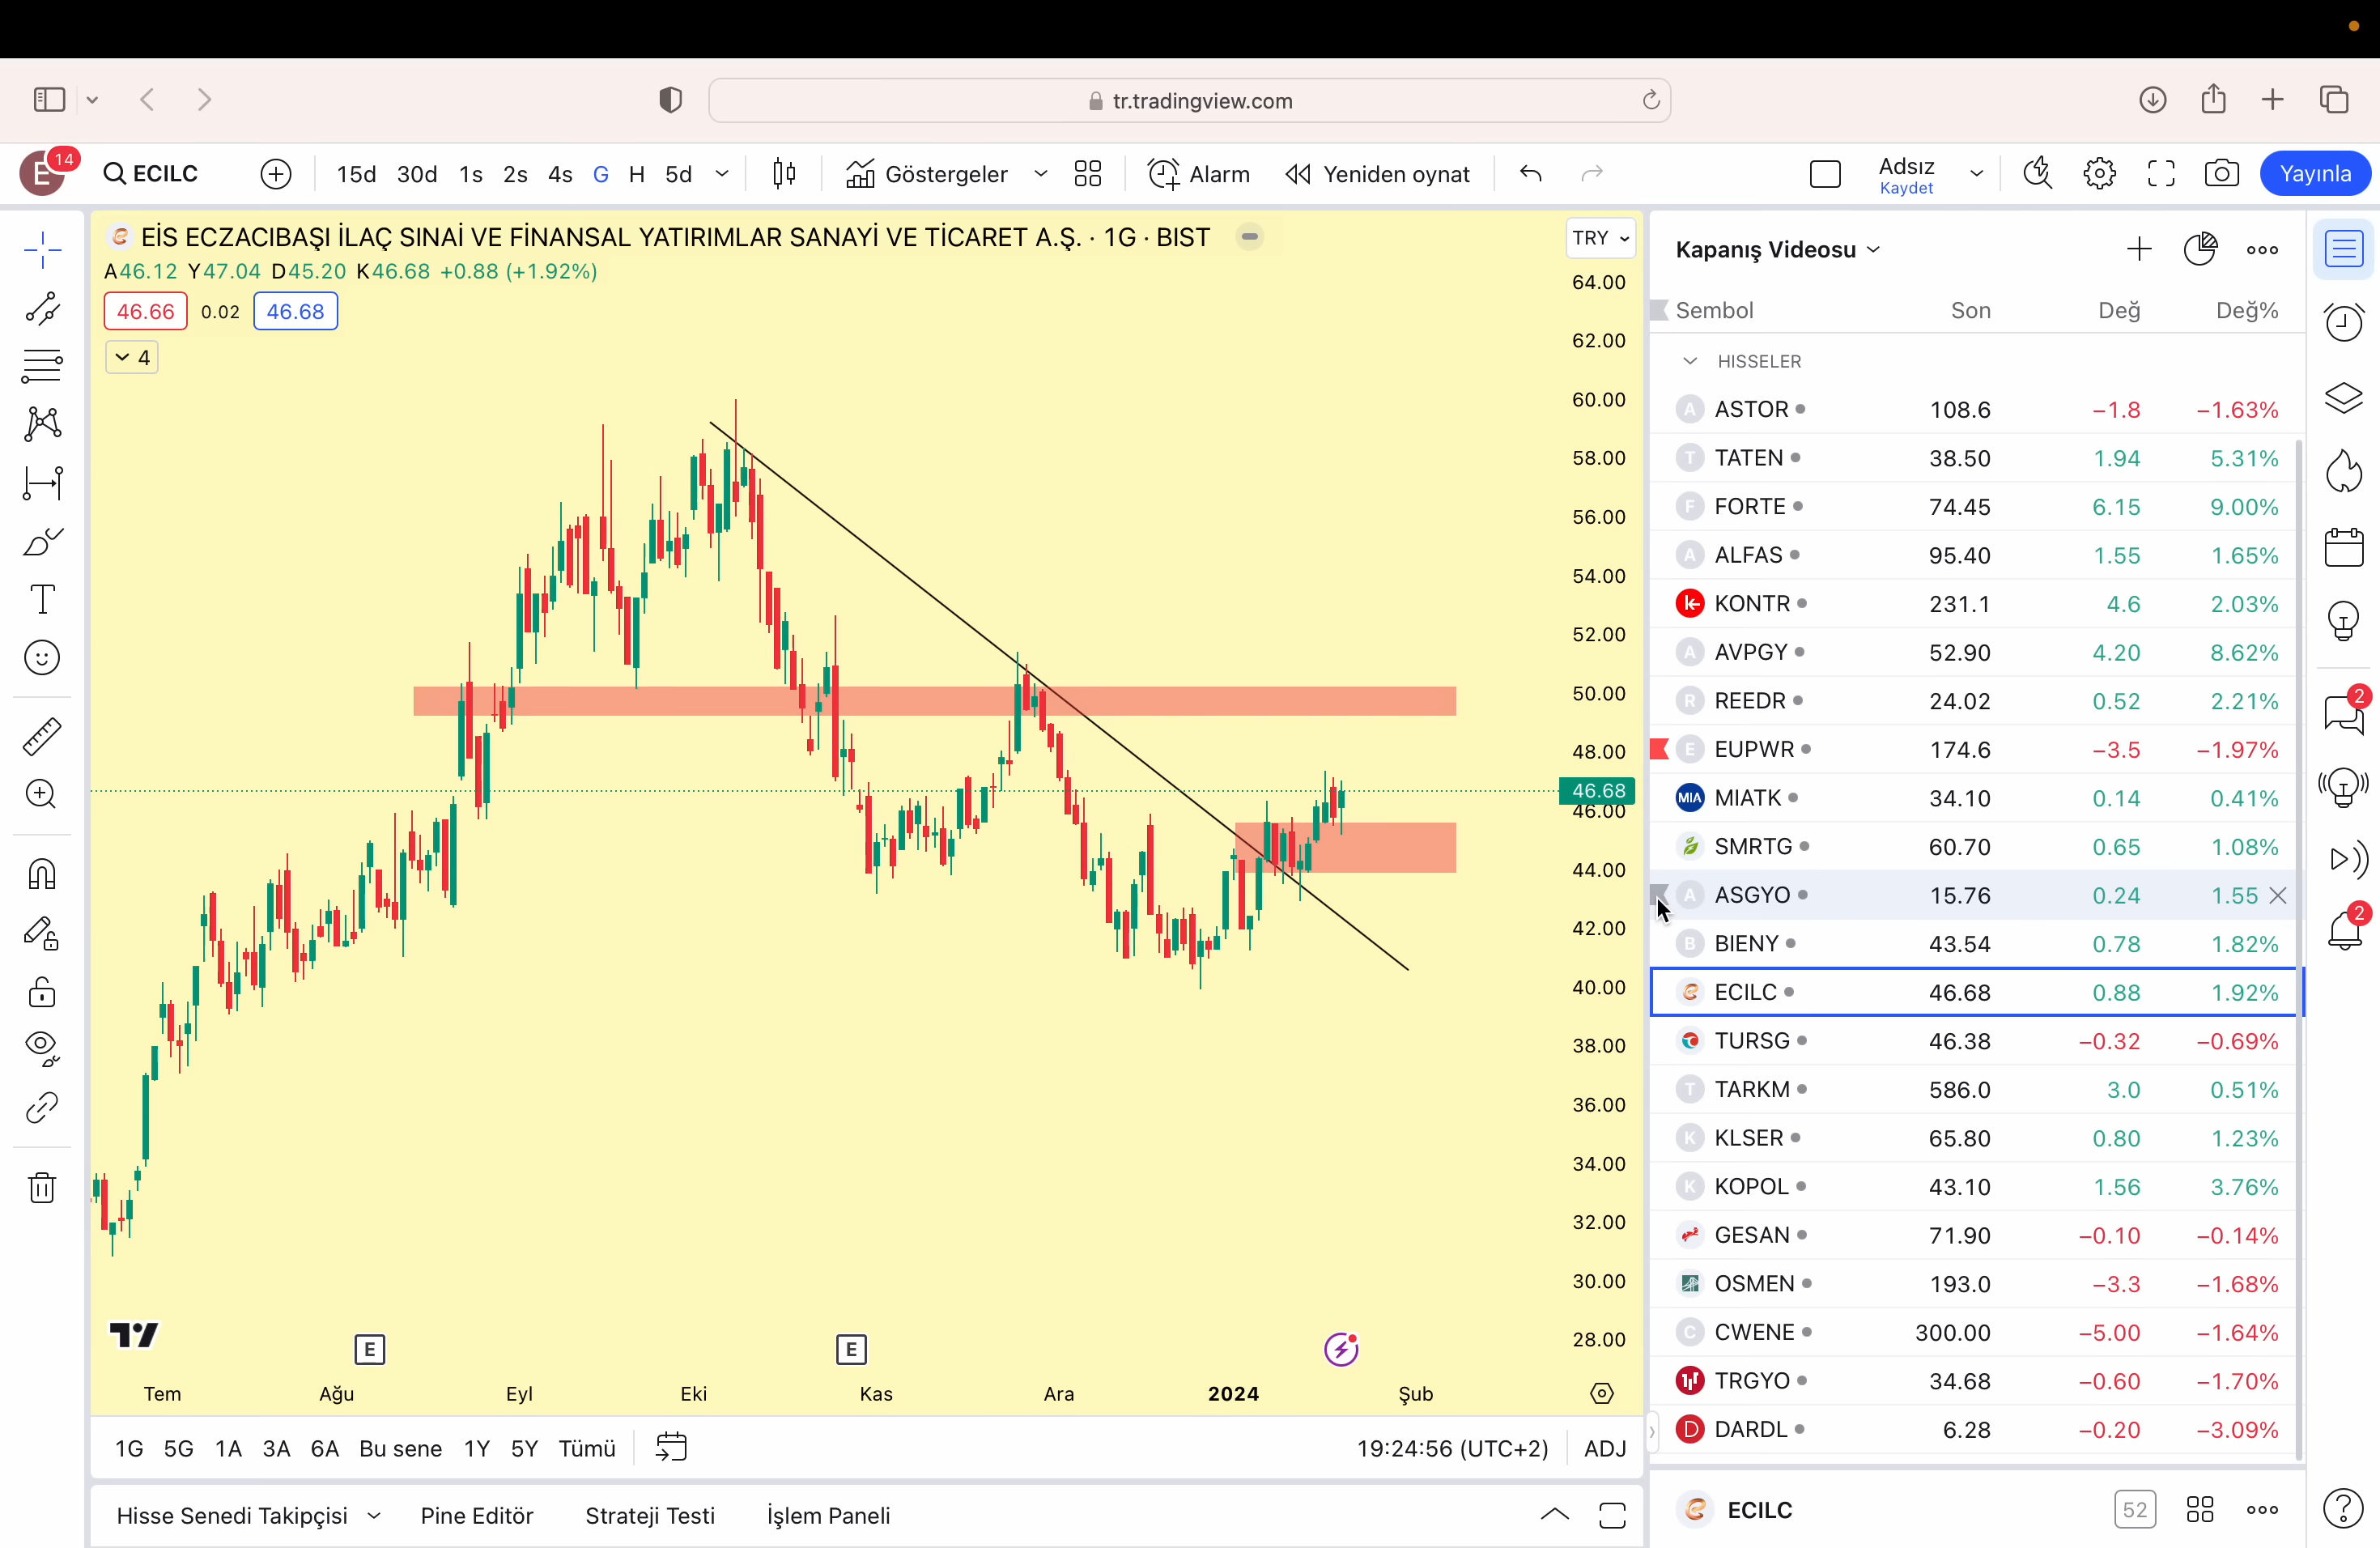 tr.tradingview.com
E 14 ECILC 15d 30d 1s 2s 4s G H 5d Göstergeler Alarm Yeniden oynat Adsız Yayınla
Kaydet
EİS ECZACIBAŞI İLAÇ SINAİ VE FİNANSAL YATIRIMLAR SANAYİ VE TİCARET A.Ş. · 1G · BIST TRY
A46.12 Y47.04 D45.20 K46.68 +0.88 (+1.92%)
46.66 0.02 46.68
4
64.00
62.00
60.00
58.00
56.00
54.00
52.00
50.00
48.00
46.68
46.00
44.00
42.00
40.00
38.00
36.00
34.00
32.00
30.00
28.00
E E
Tem Ağu Eyl Eki Kas Ara 2024 Şub
1G 5G 1A 3A 6A Bu sene 1Y 5Y Tümü 19:24:56 (UTC+2) ADJ
Hisse Senedi Takipçisi Pine Editör Strateji Testi İşlem Paneli
Kapanış Videosu
Sembol Son Değ Değ%
HISSELER
A ASTOR 108.6 −1.8 −1.63%
T TATEN 38.50 1.94 5.31%
F FORTE 74.45 6.15 9.00%
A ALFAS 95.40 1.55 1.65%
KONTR 231.1 4.6 2.03%
A AVPGY 52.90 4.20 8.62%
R REEDR 24.02 0.52 2.21%
E EUPWR 174.6 −3.5 −1.97%
MIA MIATK 34.10 0.14 0.41%
SMRTG 60.70 0.65 1.08%
A ASGYO 15.76 0.24 1.55
B BIENY 43.54 0.78 1.82%
ECILC 46.68 0.88 1.92%
TURSG 46.38 −0.32 −0.69%
T TARKM 586.0 3.0 0.51%
K KLSER 65.80 0.80 1.23%
K KOPOL 43.10 1.56 3.76%
GESAN 71.90 −0.10 −0.14%
OSMEN 193.0 −3.3 −1.68%
C CWENE 300.00 −5.00 −1.64%
TRGYO 34.68 −0.60 −1.70%
D DARDL 6.28 −0.20 −3.09%
ECILC 52
2
2